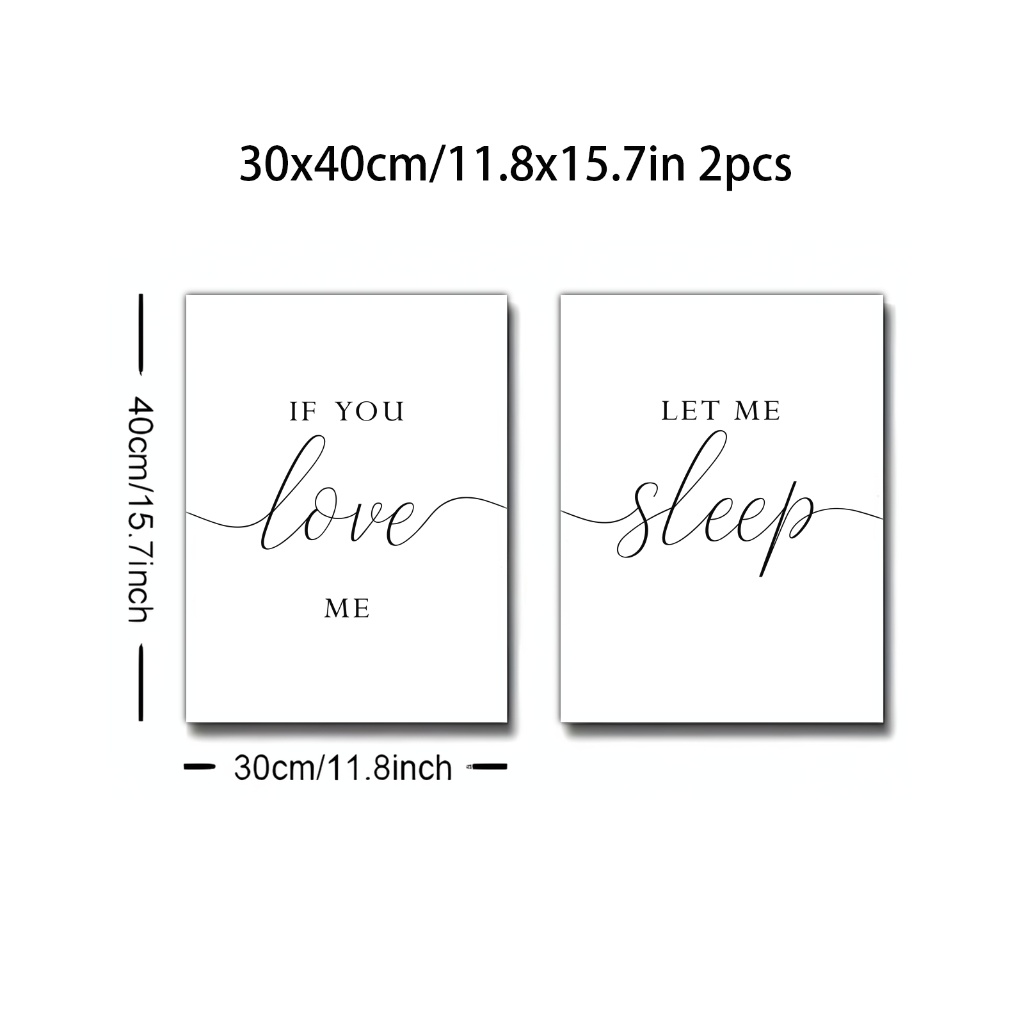 30x40cm/11.8x15.7in 2pcs
40cm/15.7inch
IF YOU
love
ME
LET ME
sleep
30cm/11.8inch